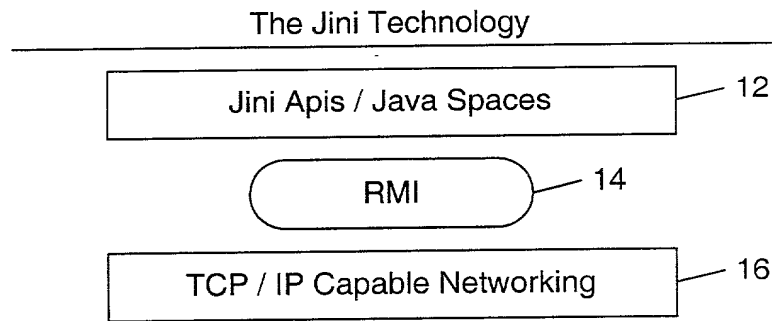 The Jini Technology
Jini Apis / Java Spaces
12
RMI
14
TCP / IP Capable Networking
16